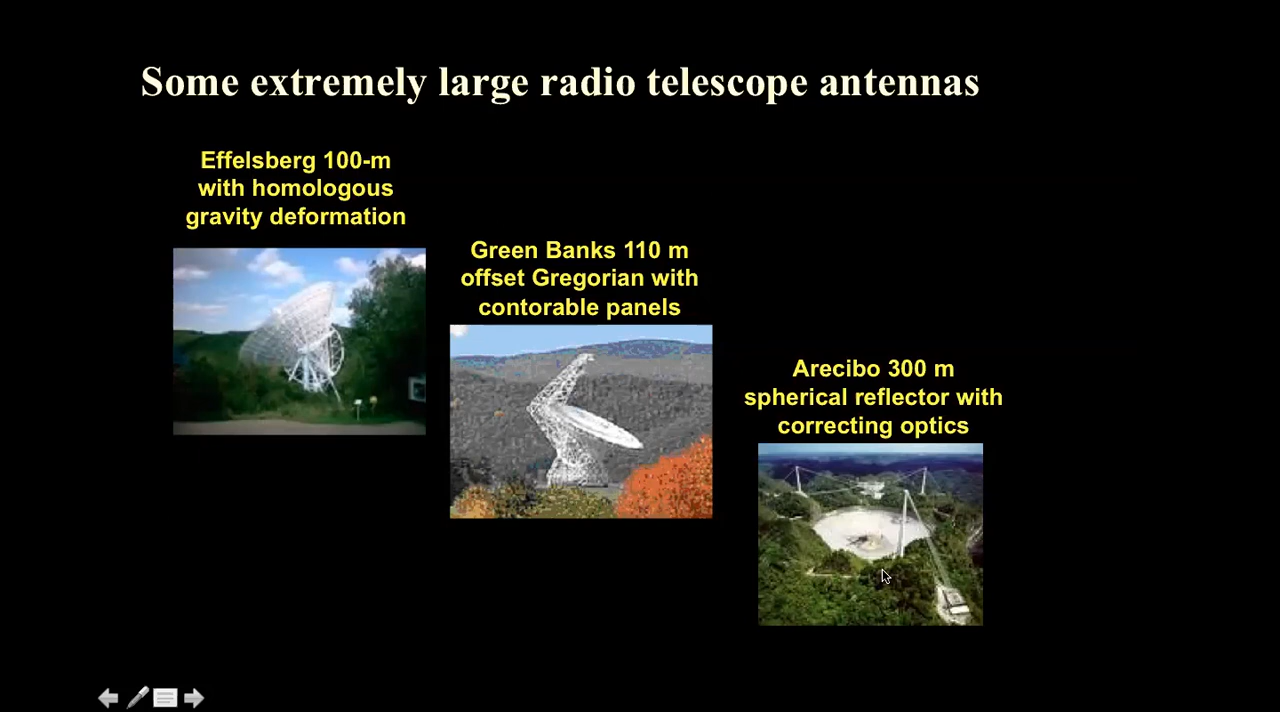 Some extremely large radio telescope antennas
Effelsberg 100-m
with homologous
gravity deformation
Green Banks 110 m
offset Gregorian with
contorable panels
Arecibo 300 m
spherical reflector with
correcting optics